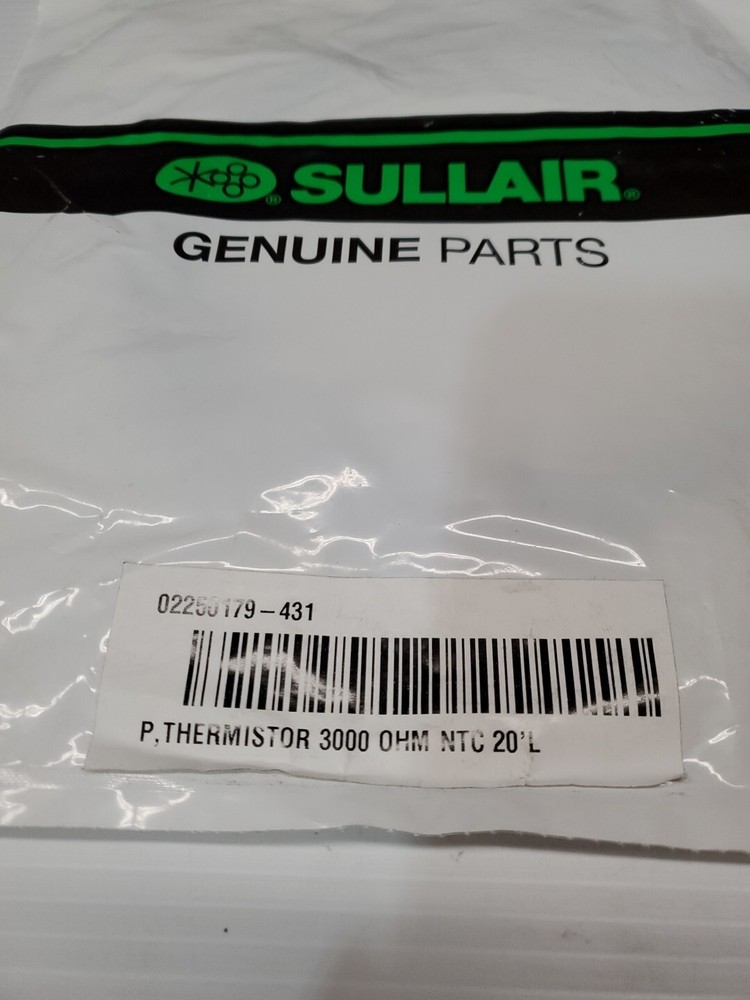 SULLAIR®
GENUINE PARTS
02250179-431
P,THERMISTOR 3000 OHM NTC 20'L